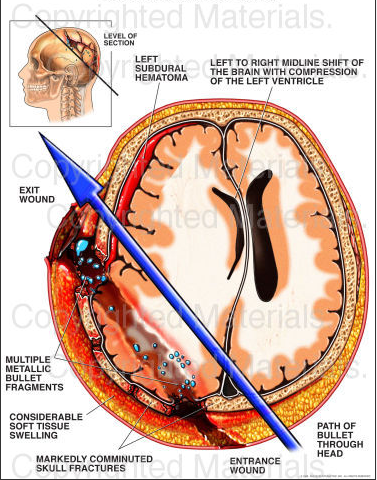 Copyrighted Materials.
LEVEL OF
SECTION
LEFT
SUBDURAL
HEMATOMA
LEFT TO RIGHT MIDLINE SHIFT OF
THE BRAIN WITH COMPRESSION
OF THE LEFT VENTRICLE
Copyrighted Materials.
EXIT
WOUND
Copyrighted Materials.
Copyrighted Materials.
MULTIPLE
METALLIC
BULLET
FRAGMENTS
CONSIDERABLE
SOFT TISSUE
SWELLING
MARKEDLY COMMINUTED
SKULL FRACTURES
ENTRANCE
WOUND
PATH OF
BULLET
THROUGH
HEAD